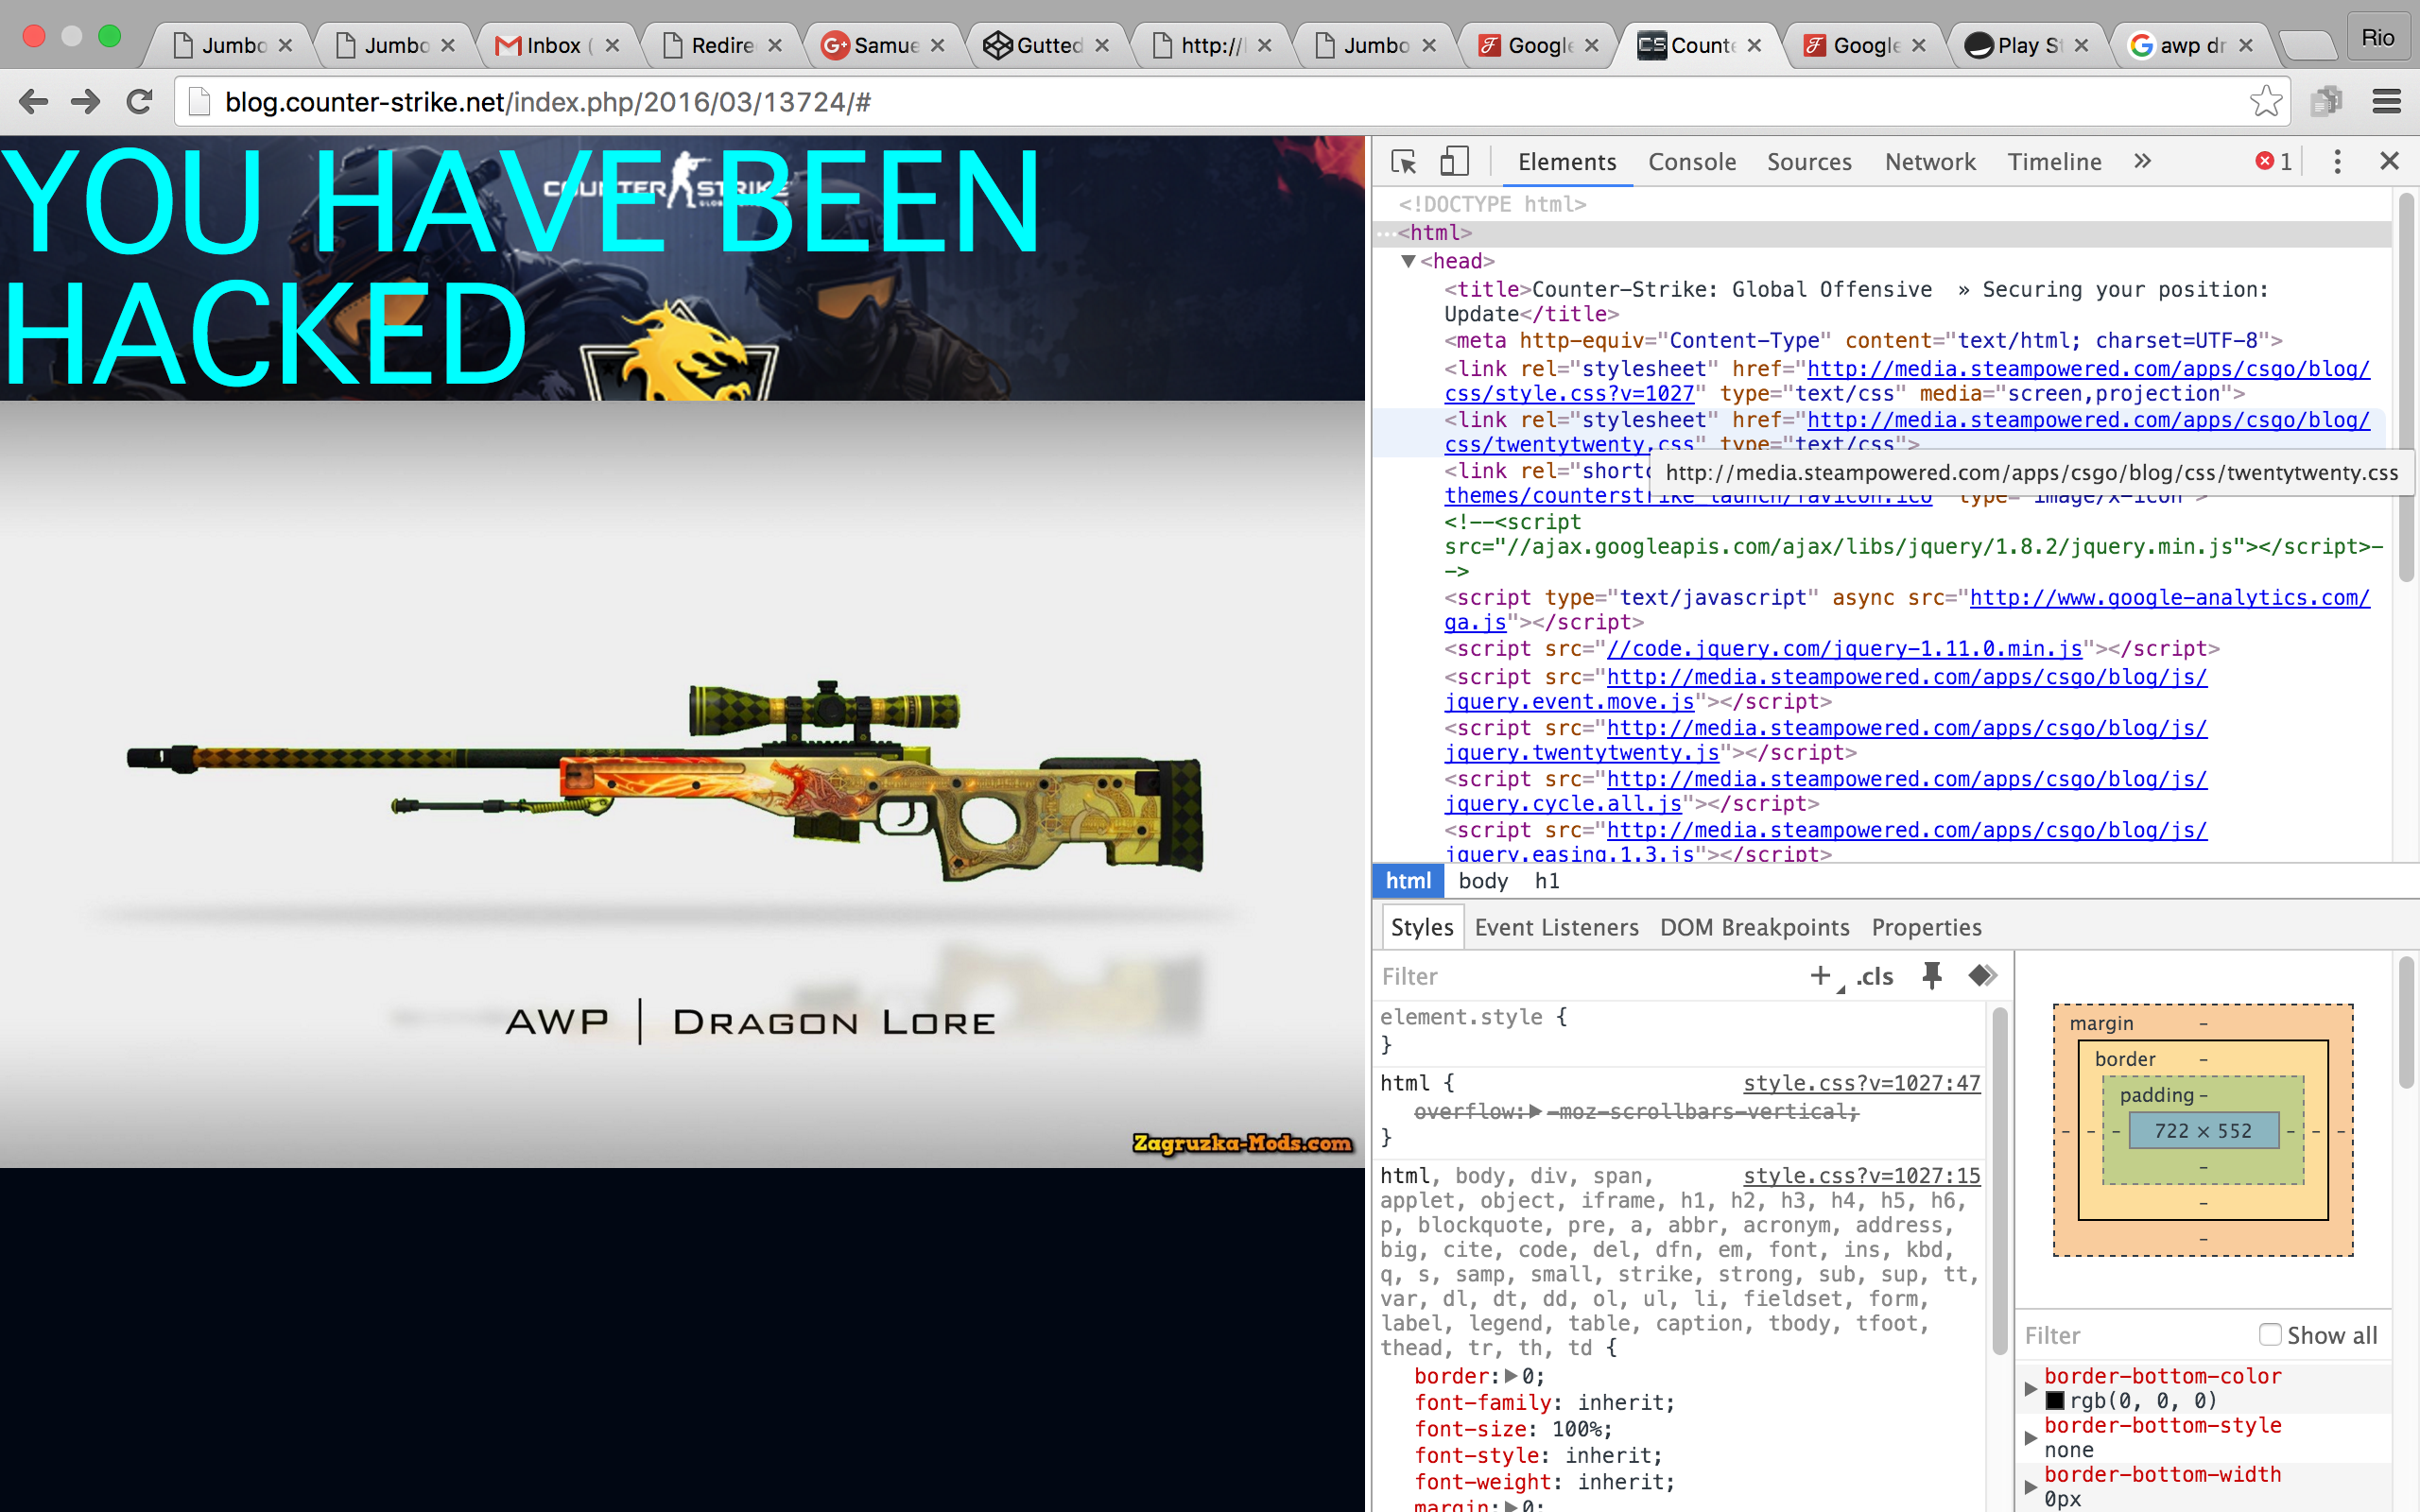 Jumbo
Jumbo
Inbox (
Redire
Samue
Gutted
http://
Jumbo
Google
Counte
Google
Play St
awp dr
Rio
blog.counter-strike.net/index.php/2016/03/13724/#
YOU HAVE BEEN
HACKED
COUNTER STRIKE
AWP | DRAGON LORE
Zagruzka-Mods.com
Elements Console Sources Network Timeline » 1
<!DOCTYPE html>
<html>
<head>
<title>Counter-Strike: Global Offensive » Securing your position:
Update</title>
<meta http-equiv="Content-Type" content="text/html; charset=UTF-8">
<link rel="stylesheet" href="http://media.steampowered.com/apps/csgo/blog/
css/style.css?v=1027" type="text/css" media="screen,projection">
<link rel="stylesheet" href="http://media.steampowered.com/apps/csgo/blog/
css/twentytwenty.css" type="text/css">
<link rel="shortc
http://media.steampowered.com/apps/csgo/blog/css/twentytwenty.css
themes/counterstrike_launch/favicon.ico" type="image/x-icon">
<!--<script
src="//ajax.googleapis.com/ajax/libs/jquery/1.8.2/jquery.min.js"></script>-
->
<script type="text/javascript" async src="http://www.google-analytics.com/
ga.js"></script>
<script src="//code.jquery.com/jquery-1.11.0.min.js"></script>
<script src="http://media.steampowered.com/apps/csgo/blog/js/
jquery.event.move.js"></script>
<script src="http://media.steampowered.com/apps/csgo/blog/js/
jquery.twentytwenty.js"></script>
<script src="http://media.steampowered.com/apps/csgo/blog/js/
jquery.cycle.all.js"></script>
<script src="http://media.steampowered.com/apps/csgo/blog/js/
jquery.easing.1.3.js"></script>
html body h1
Styles Event Listeners DOM Breakpoints Properties
Filter + .cls
element.style {
}
html { style.css?v=1027:47
overflow: -moz-scrollbars-vertical;
}
html, body, div, span, style.css?v=1027:15
applet, object, iframe, h1, h2, h3, h4, h5, h6,
p, blockquote, pre, a, abbr, acronym, address,
big, cite, code, del, dfn, em, font, ins, kbd,
q, s, samp, small, strike, strong, sub, sup, tt,
var, dl, dt, dd, ol, ul, li, fieldset, form,
label, legend, table, caption, tbody, tfoot,
thead, tr, th, td {
border: 0;
font-family: inherit;
font-size: 100%;
font-style: inherit;
font-weight: inherit;
margin: 0;
margin -
border -
padding -
- - - 722 × 552 - - -
-
-
-
Filter Show all
border-bottom-color
rgb(0, 0, 0)
border-bottom-style
none
border-bottom-width
0px